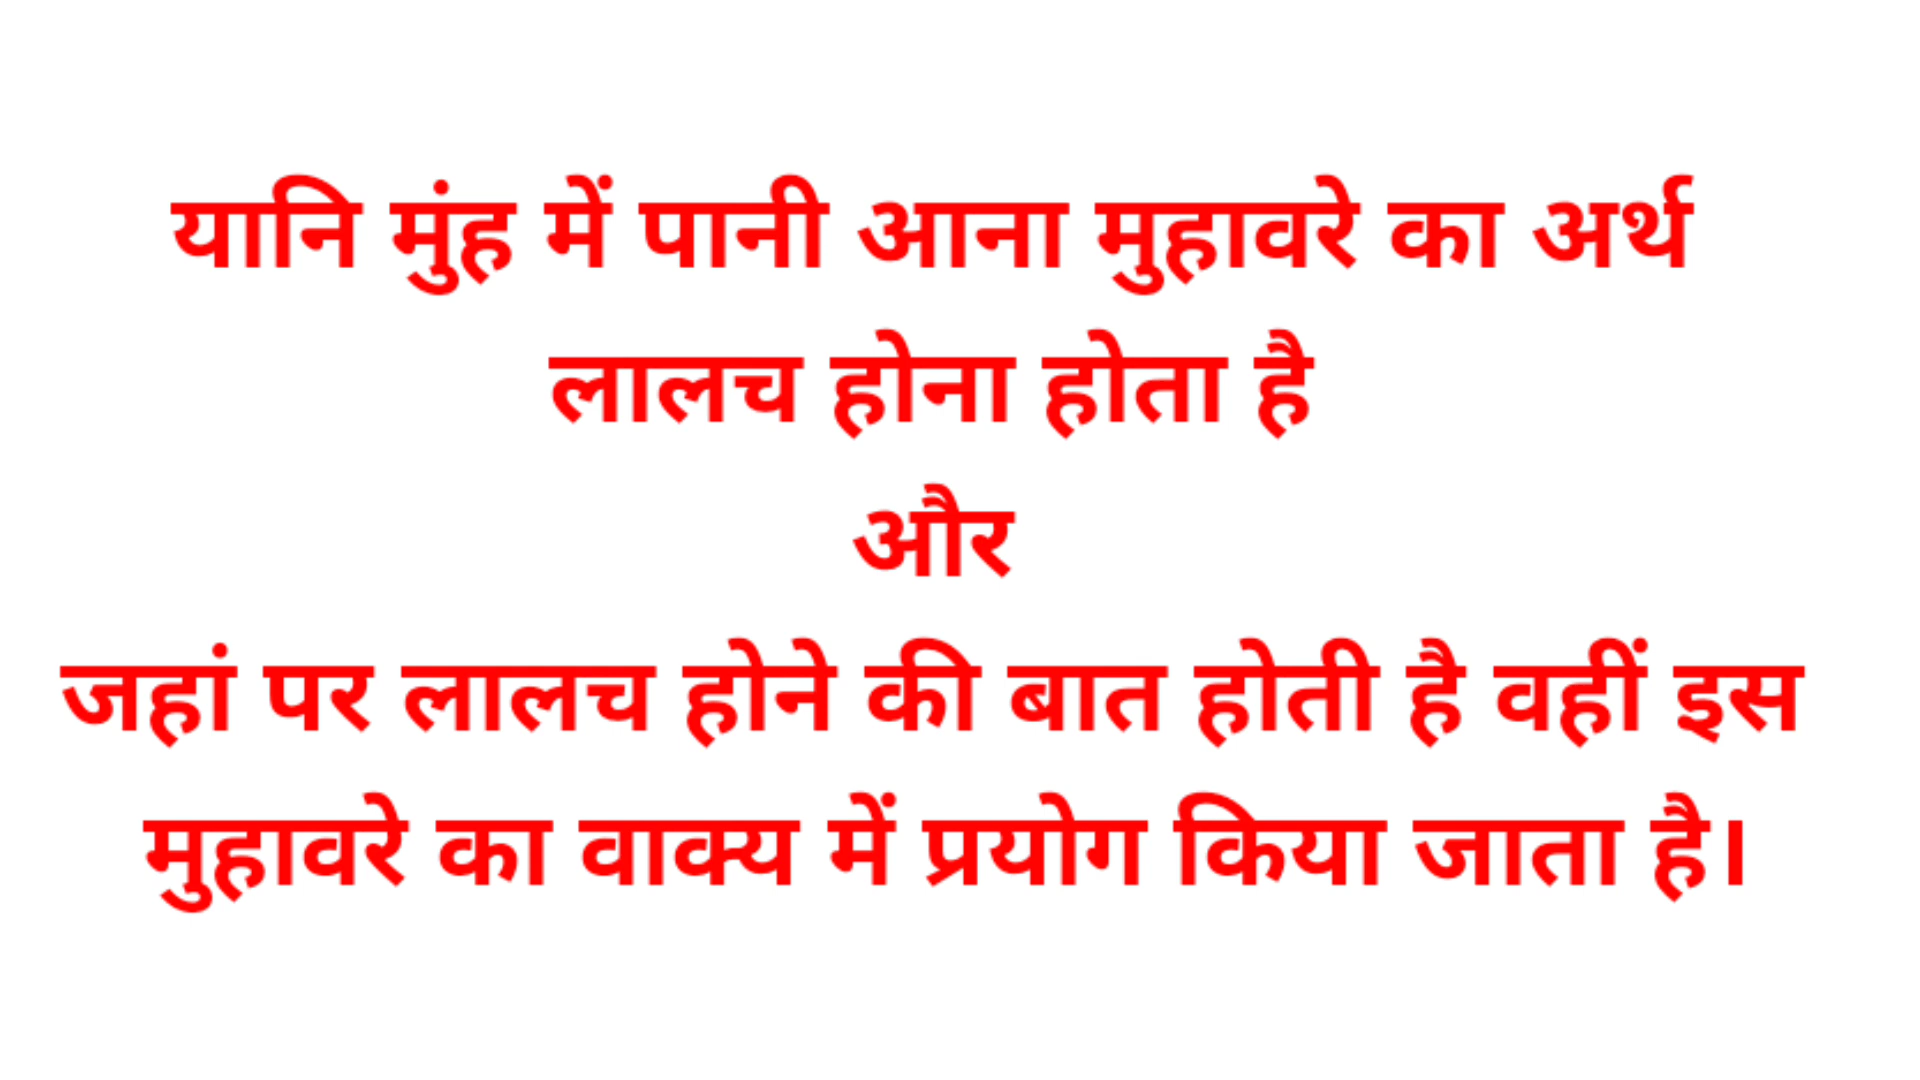 यानि मुंह में पानी आना मुहावरे का अर्थ
लालच होना होता है
और
जहां पर लालच होने की बात होती है वहीं इस
मुहावरे का वाक्य में प्रयोग किया जाता है।